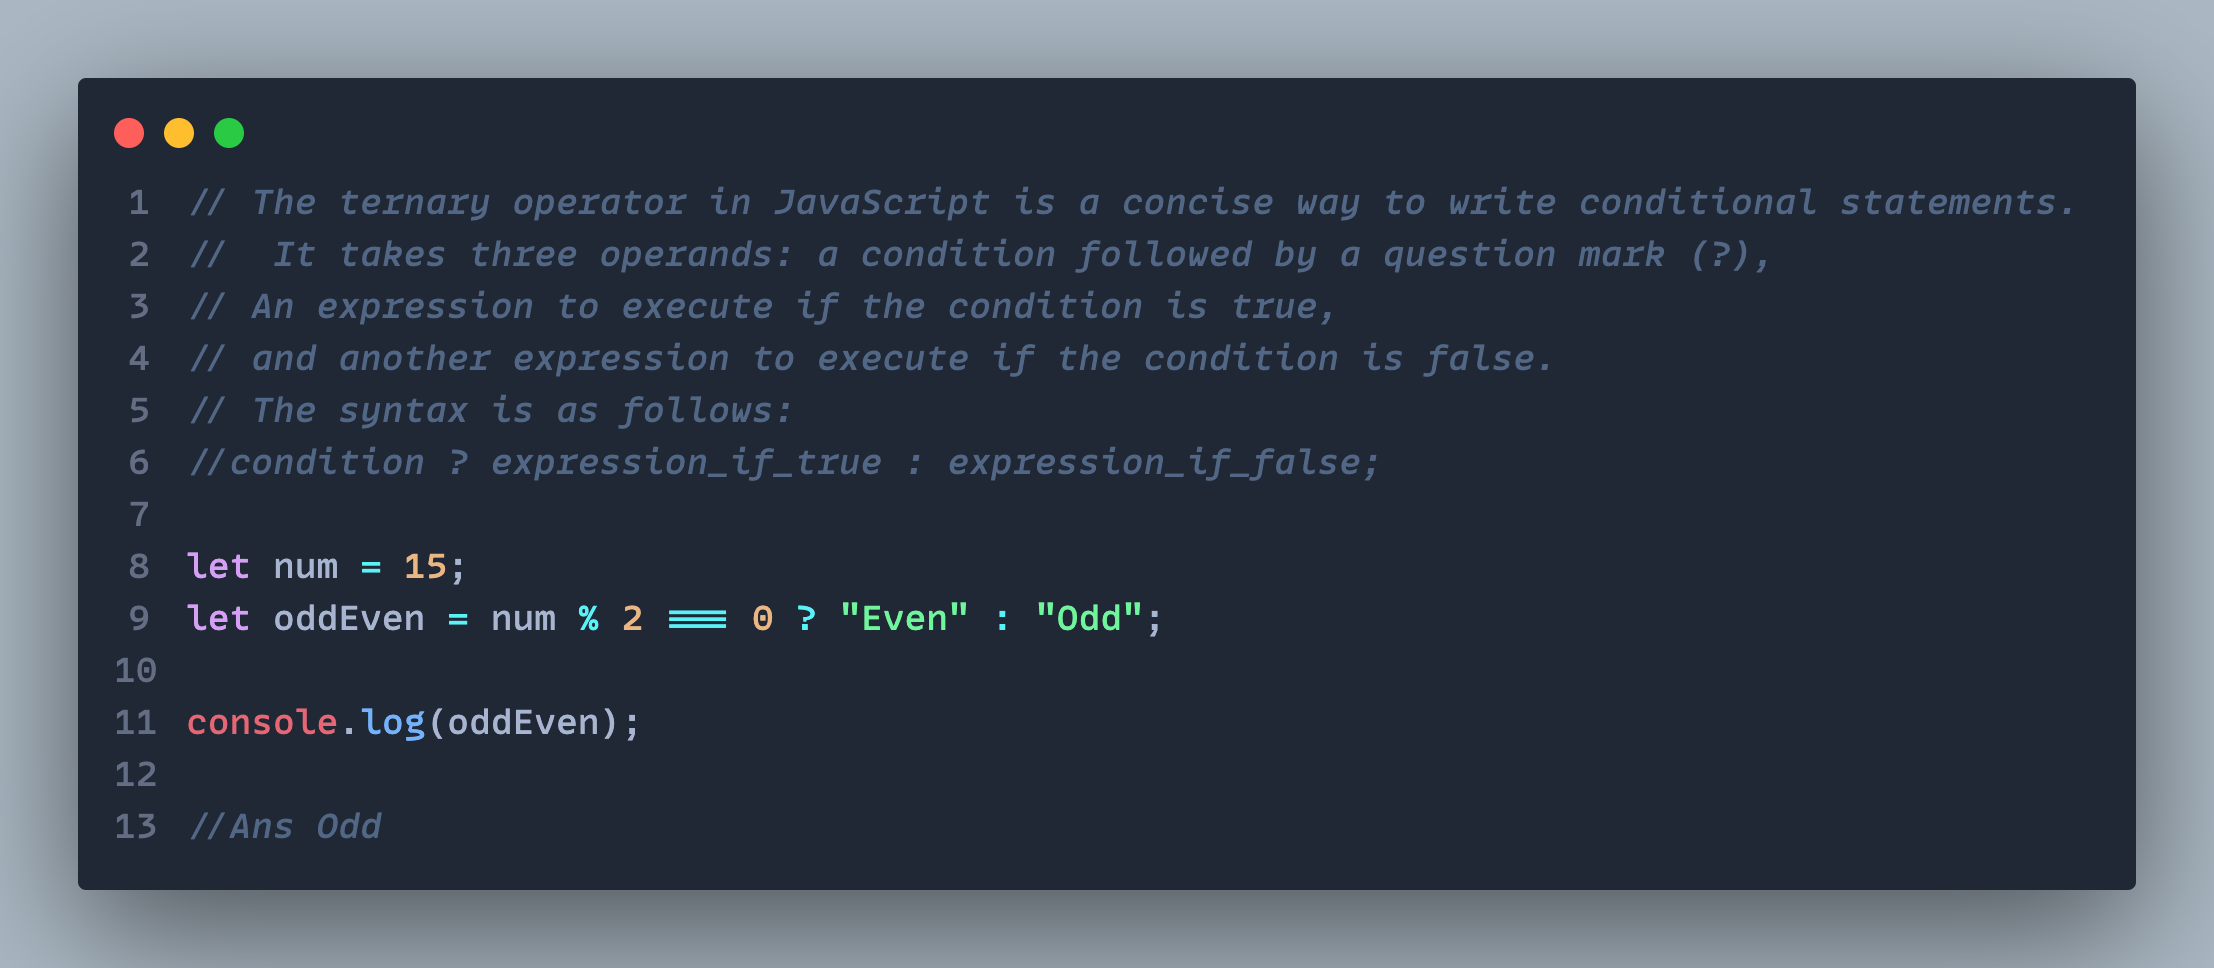 1 // The ternary operator in JavaScript is a concise way to write conditional statements.
2 //  It takes three operands: a condition followed by a question mark (?),
3 // An expression to execute if the condition is true,
4 // and another expression to execute if the condition is false.
5 // The syntax is as follows:
6 //condition ? expression_if_true : expression_if_false;
7
8 let num = 15;
9 let oddEven = num % 2 === 0 ? "Even" : "Odd";
10
11 console.log(oddEven);
12
13 //Ans Odd